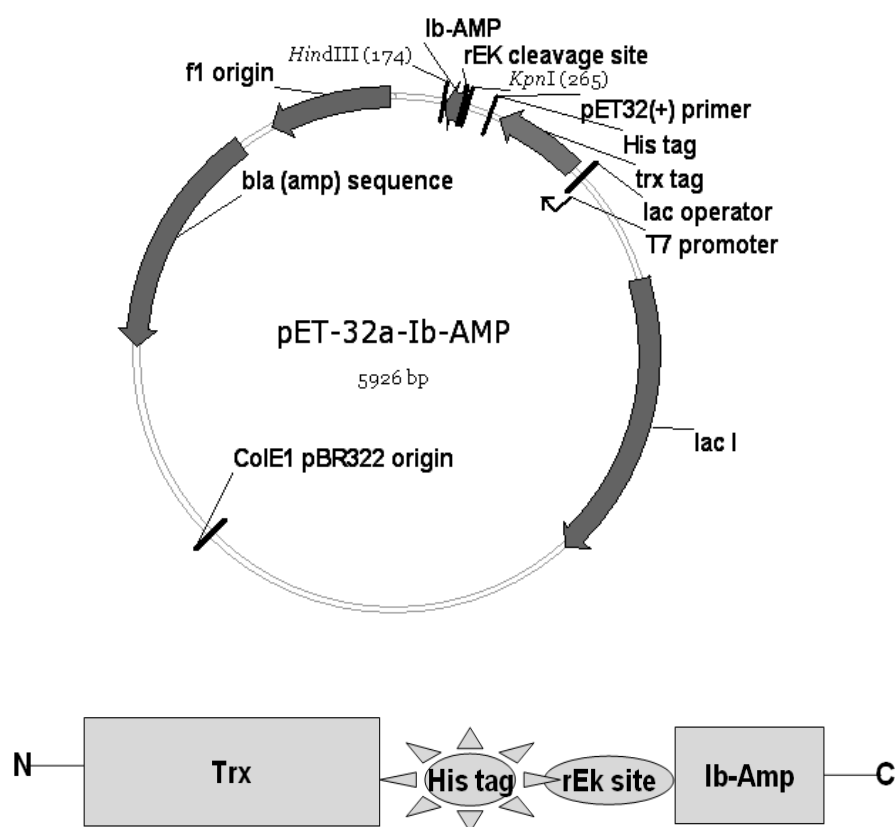 Ib-AMP
HindIII (174)
rEK cleavage site
f1 origin
KpnI (265)
pET32(+) primer
His tag
trx tag
bla (amp) sequence
lac operator
T7 promoter
pET-32a-Ib-AMP
5926 bp
lac I
ColE1 pBR322 origin
N
Trx
His tag
rEk site
Ib-Amp
C